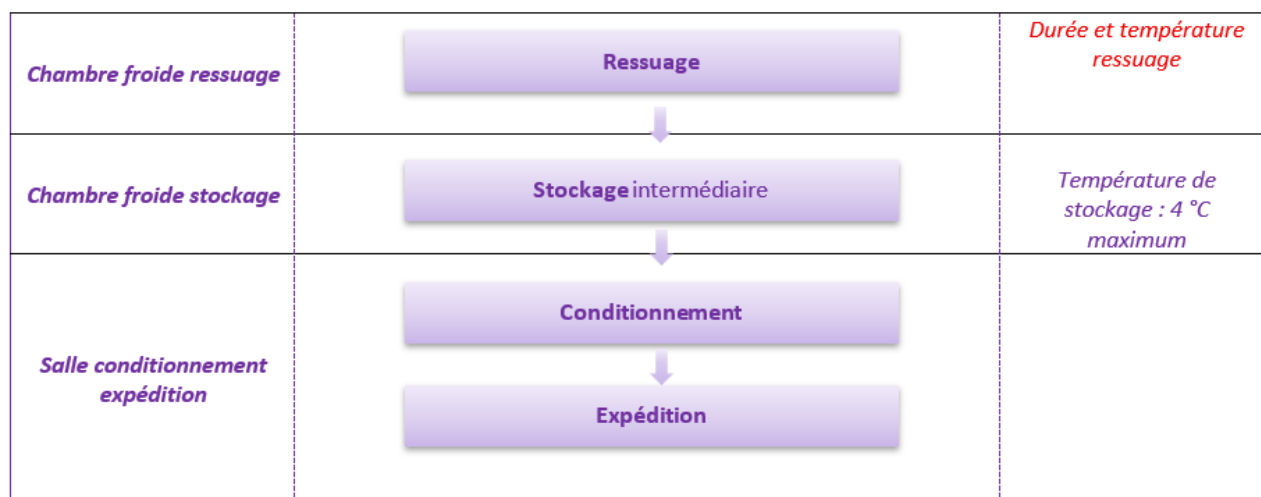 Chambre froide ressuage
Ressuage
Durée et température
ressuage
Chambre froide stockage
Stockage intermédiaire
Température de
stockage : 4 °C
maximum
Salle conditionnement
expédition
Conditionnement
Expédition